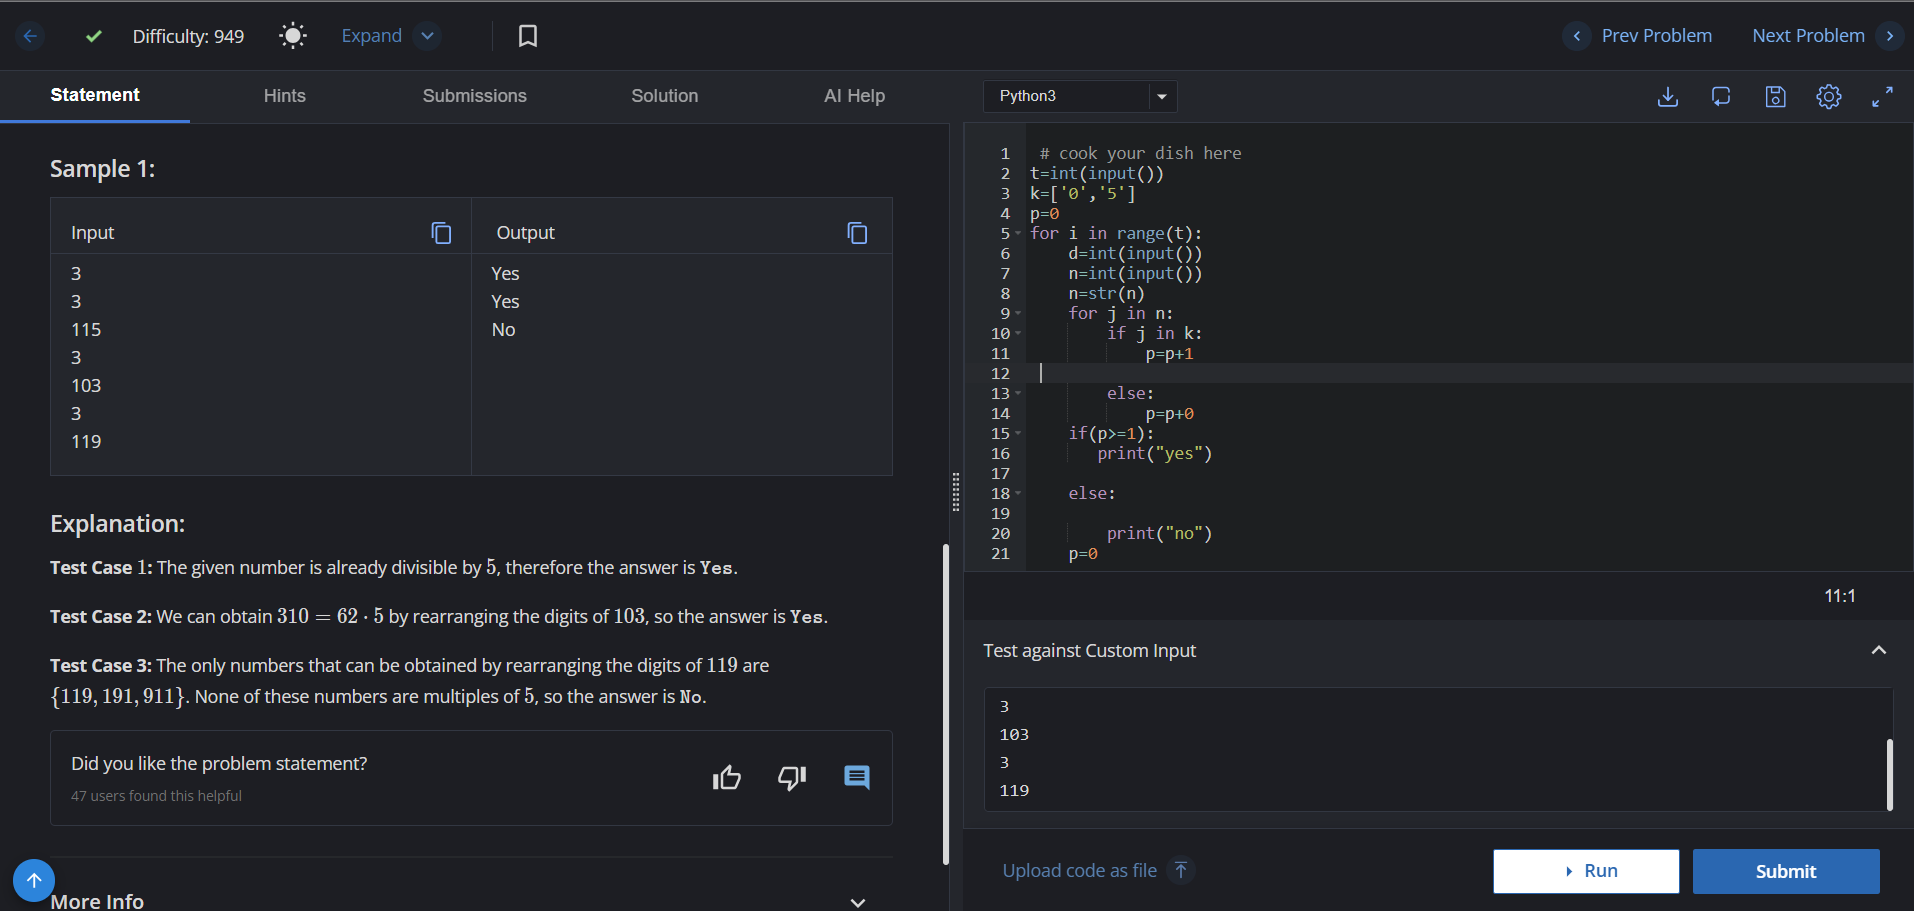 Difficulty: 949
Expand
Prev Problem
Next Problem
Statement
Hints
Submissions
Solution
AI Help
Sample 1:
Input
Output
3
3
115
3
103
3
119
Yes
Yes
No
Explanation:
Test Case 1: The given number is already divisible by 5, therefore the answer is Yes.
Test Case 2: We can obtain 310 = 62 · 5 by rearranging the digits of 103, so the answer is Yes.
Test Case 3: The only numbers that can be obtained by rearranging the digits of 119 are
{119, 191, 911}. None of these numbers are multiples of 5, so the answer is No.
Did you like the problem statement?
47 users found this helpful
More Info
Python3
1 # cook your dish here
2 t=int(input())
3 k=['0','5']
4 p=0
5 for i in range(t):
6     d=int(input())
7     n=int(input())
8     n=str(n)
9     for j in n:
10         if j in k:
11             p=p+1
12
13         else:
14             p=p+0
15     if(p>=1):
16        print("yes")
17
18     else:
19
20         print("no")
21     p=0
11:1
Test against Custom Input
3
103
3
119
Upload code as file
Run
Submit